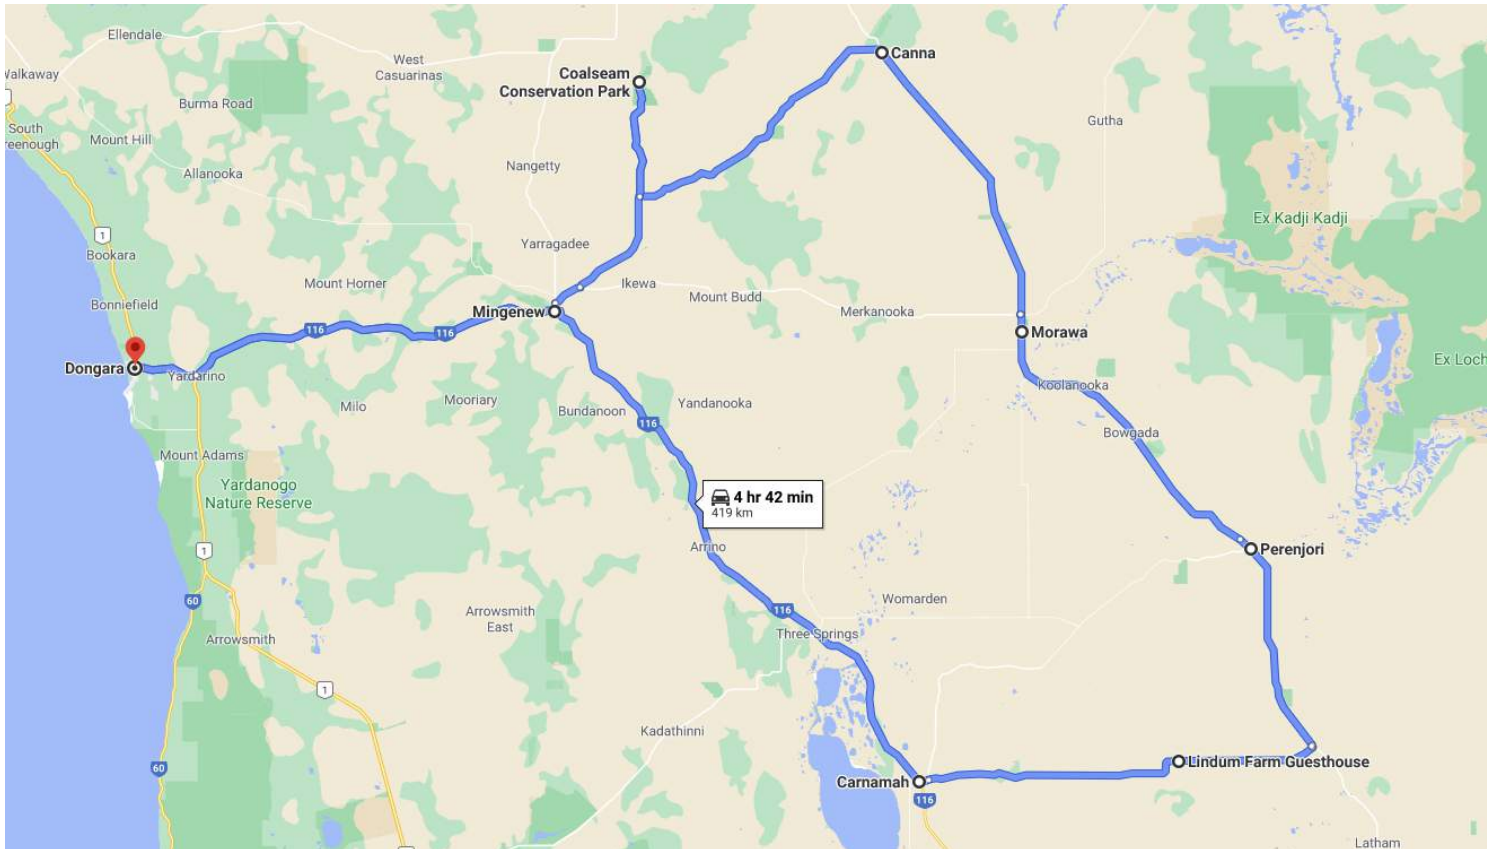 Ellendale
West
Casuarinas
Canna
Coalseam
Conservation Park
Walkaway
Burma Road
Gutha
South
reenough
Mount Hill
Allanooka
Nangetty
Ex Kadji Kadji
1
Bookara
Yarragadee
Mount Horner
Ikewa
Mount Budd
Bonniefield
Mingenew
Merkanooka
116
116
Morawa
Dongara
Yardarino
Ex Loch
Koolanooka
Milo
Mooriary
Bundanoon
Yandanooka
116
Bowgada
Mount Adams
Yardanogo
Nature Reserve
4 hr 42 min
419 km
1
Arrino
Perenjori
60
Arrowsmith
Arrowsmith
East
116
Womarden
Three Springs
1
Kadathinni
60
Carnamah
116
Lindum Farm Guesthouse
Latham